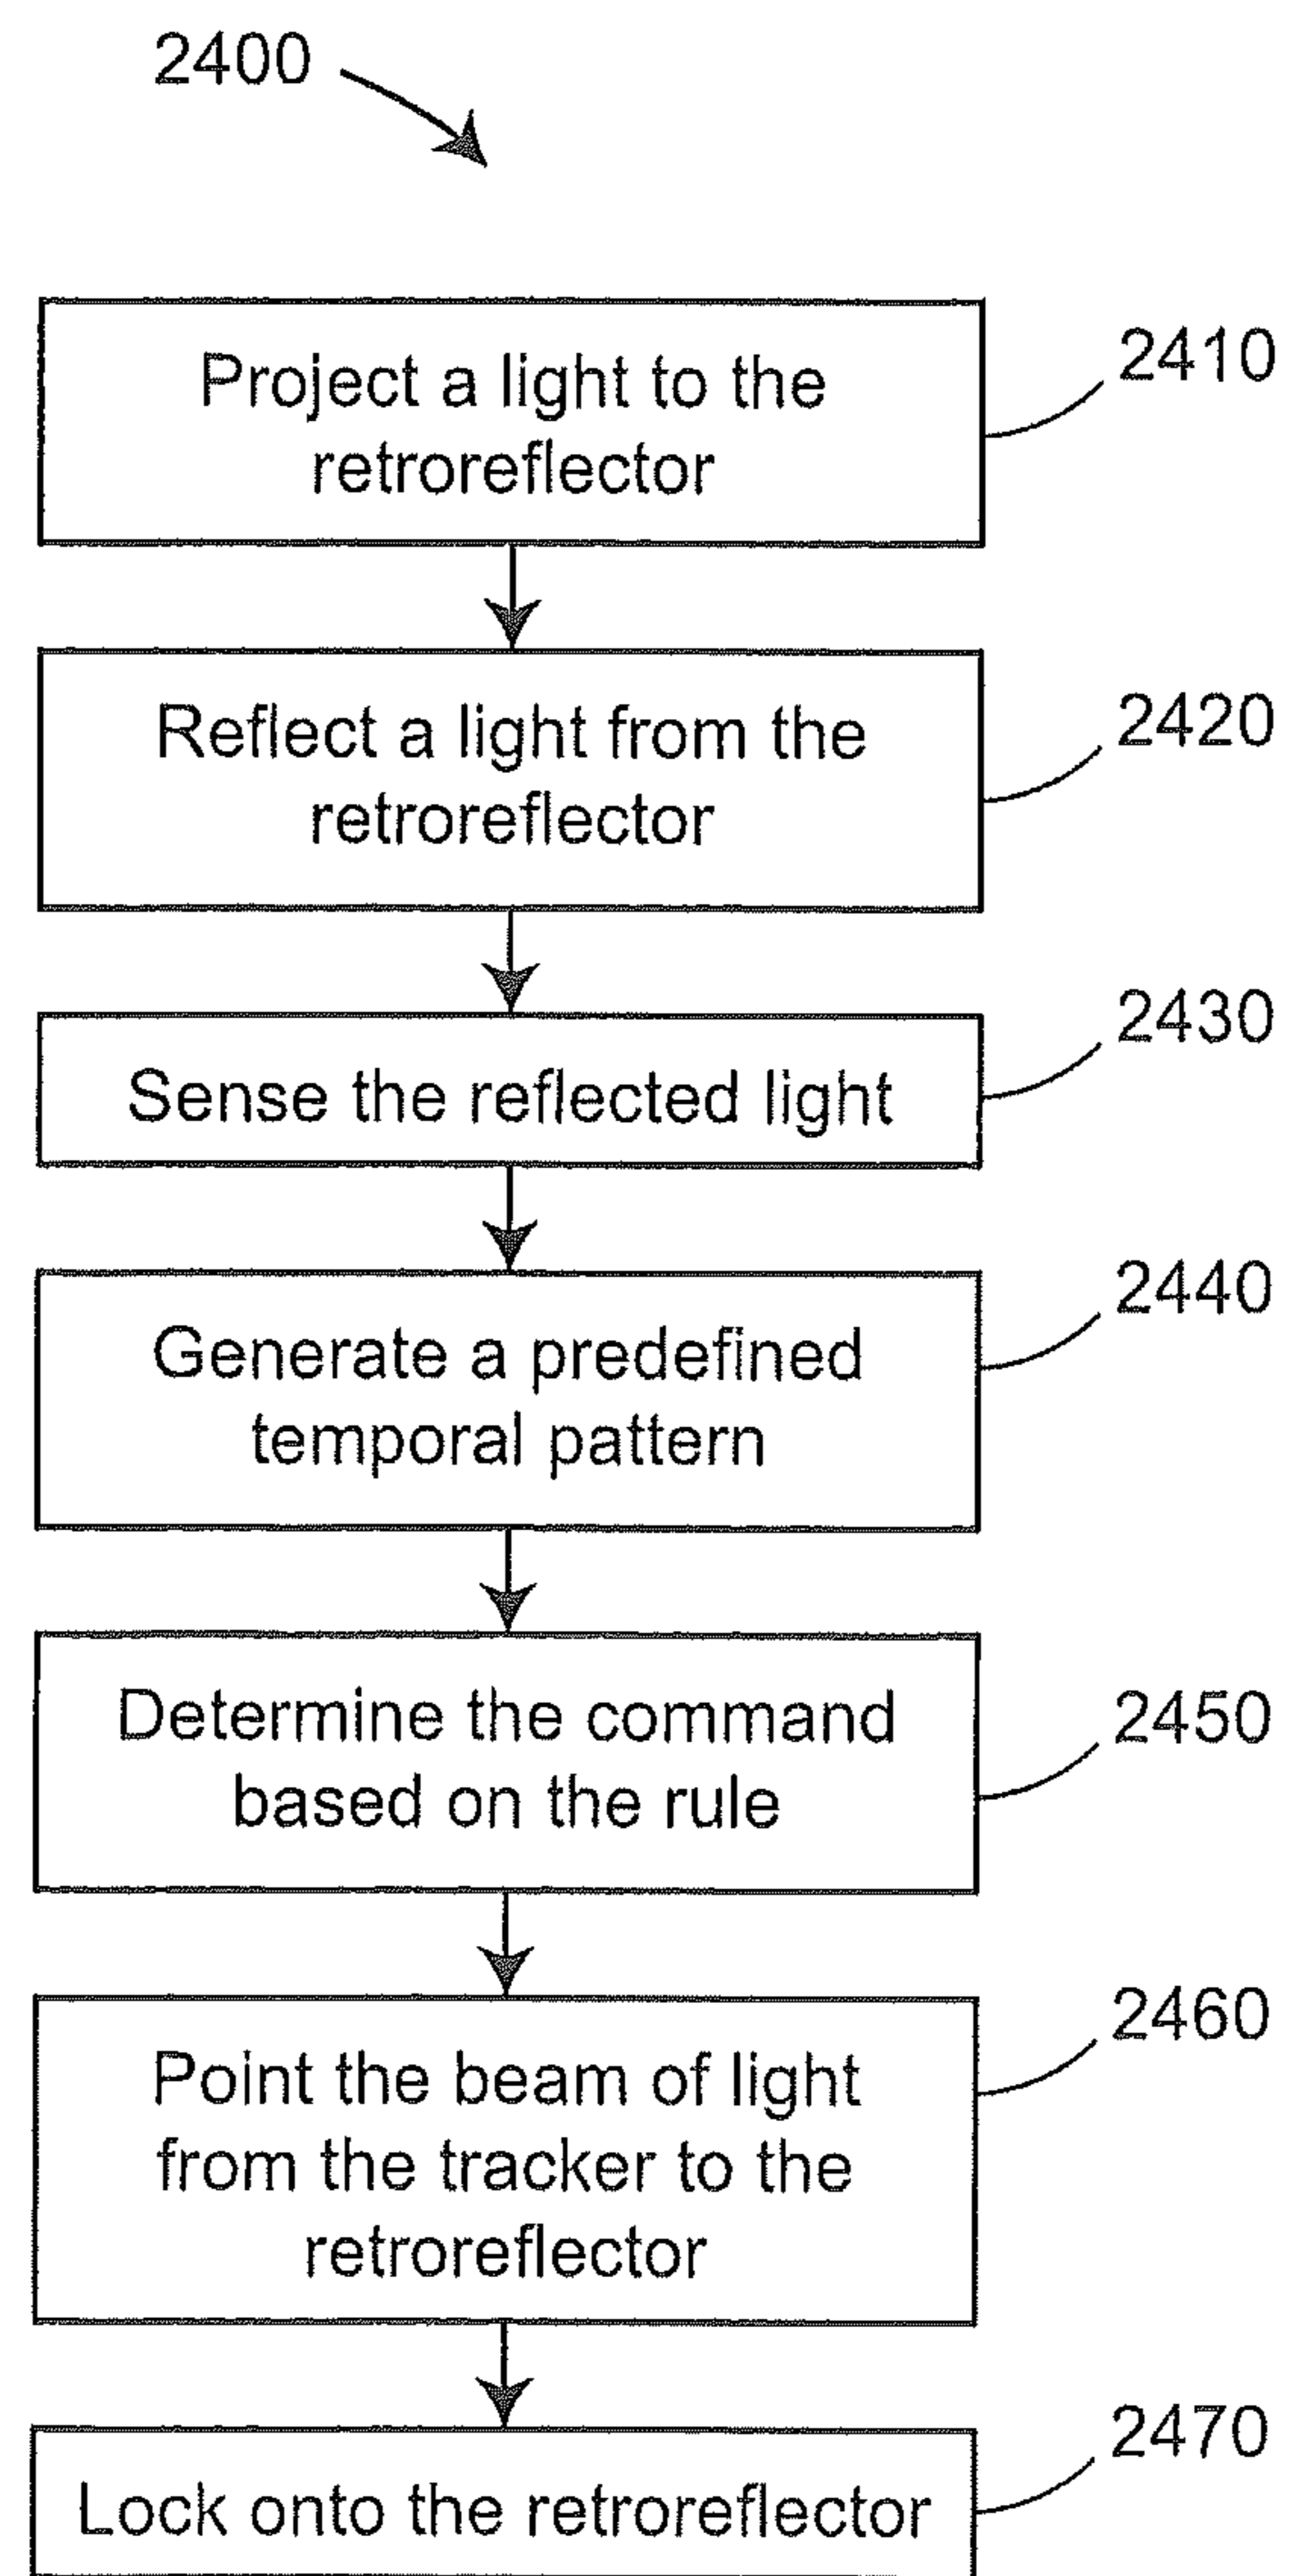 2400
Project a light to the
retroreflector
2410
Reflect a light from the
retroreflector
2420
Sense the reflected light
2430
Generate a predefined
temporal pattern
2440
Determine the command
based on the rule
2450
Point the beam of light
from the tracker to the
retroreflector
2460
Lock onto the retroreflector
2470